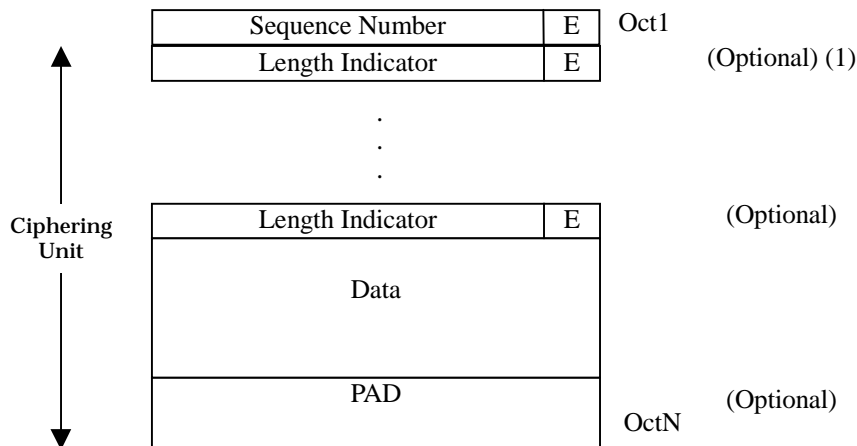 Sequence Number E Oct1
Length Indicator E (Optional) (1)
.
.
.
Length Indicator E (Optional)
Ciphering
Unit
Data
PAD (Optional)
OctN